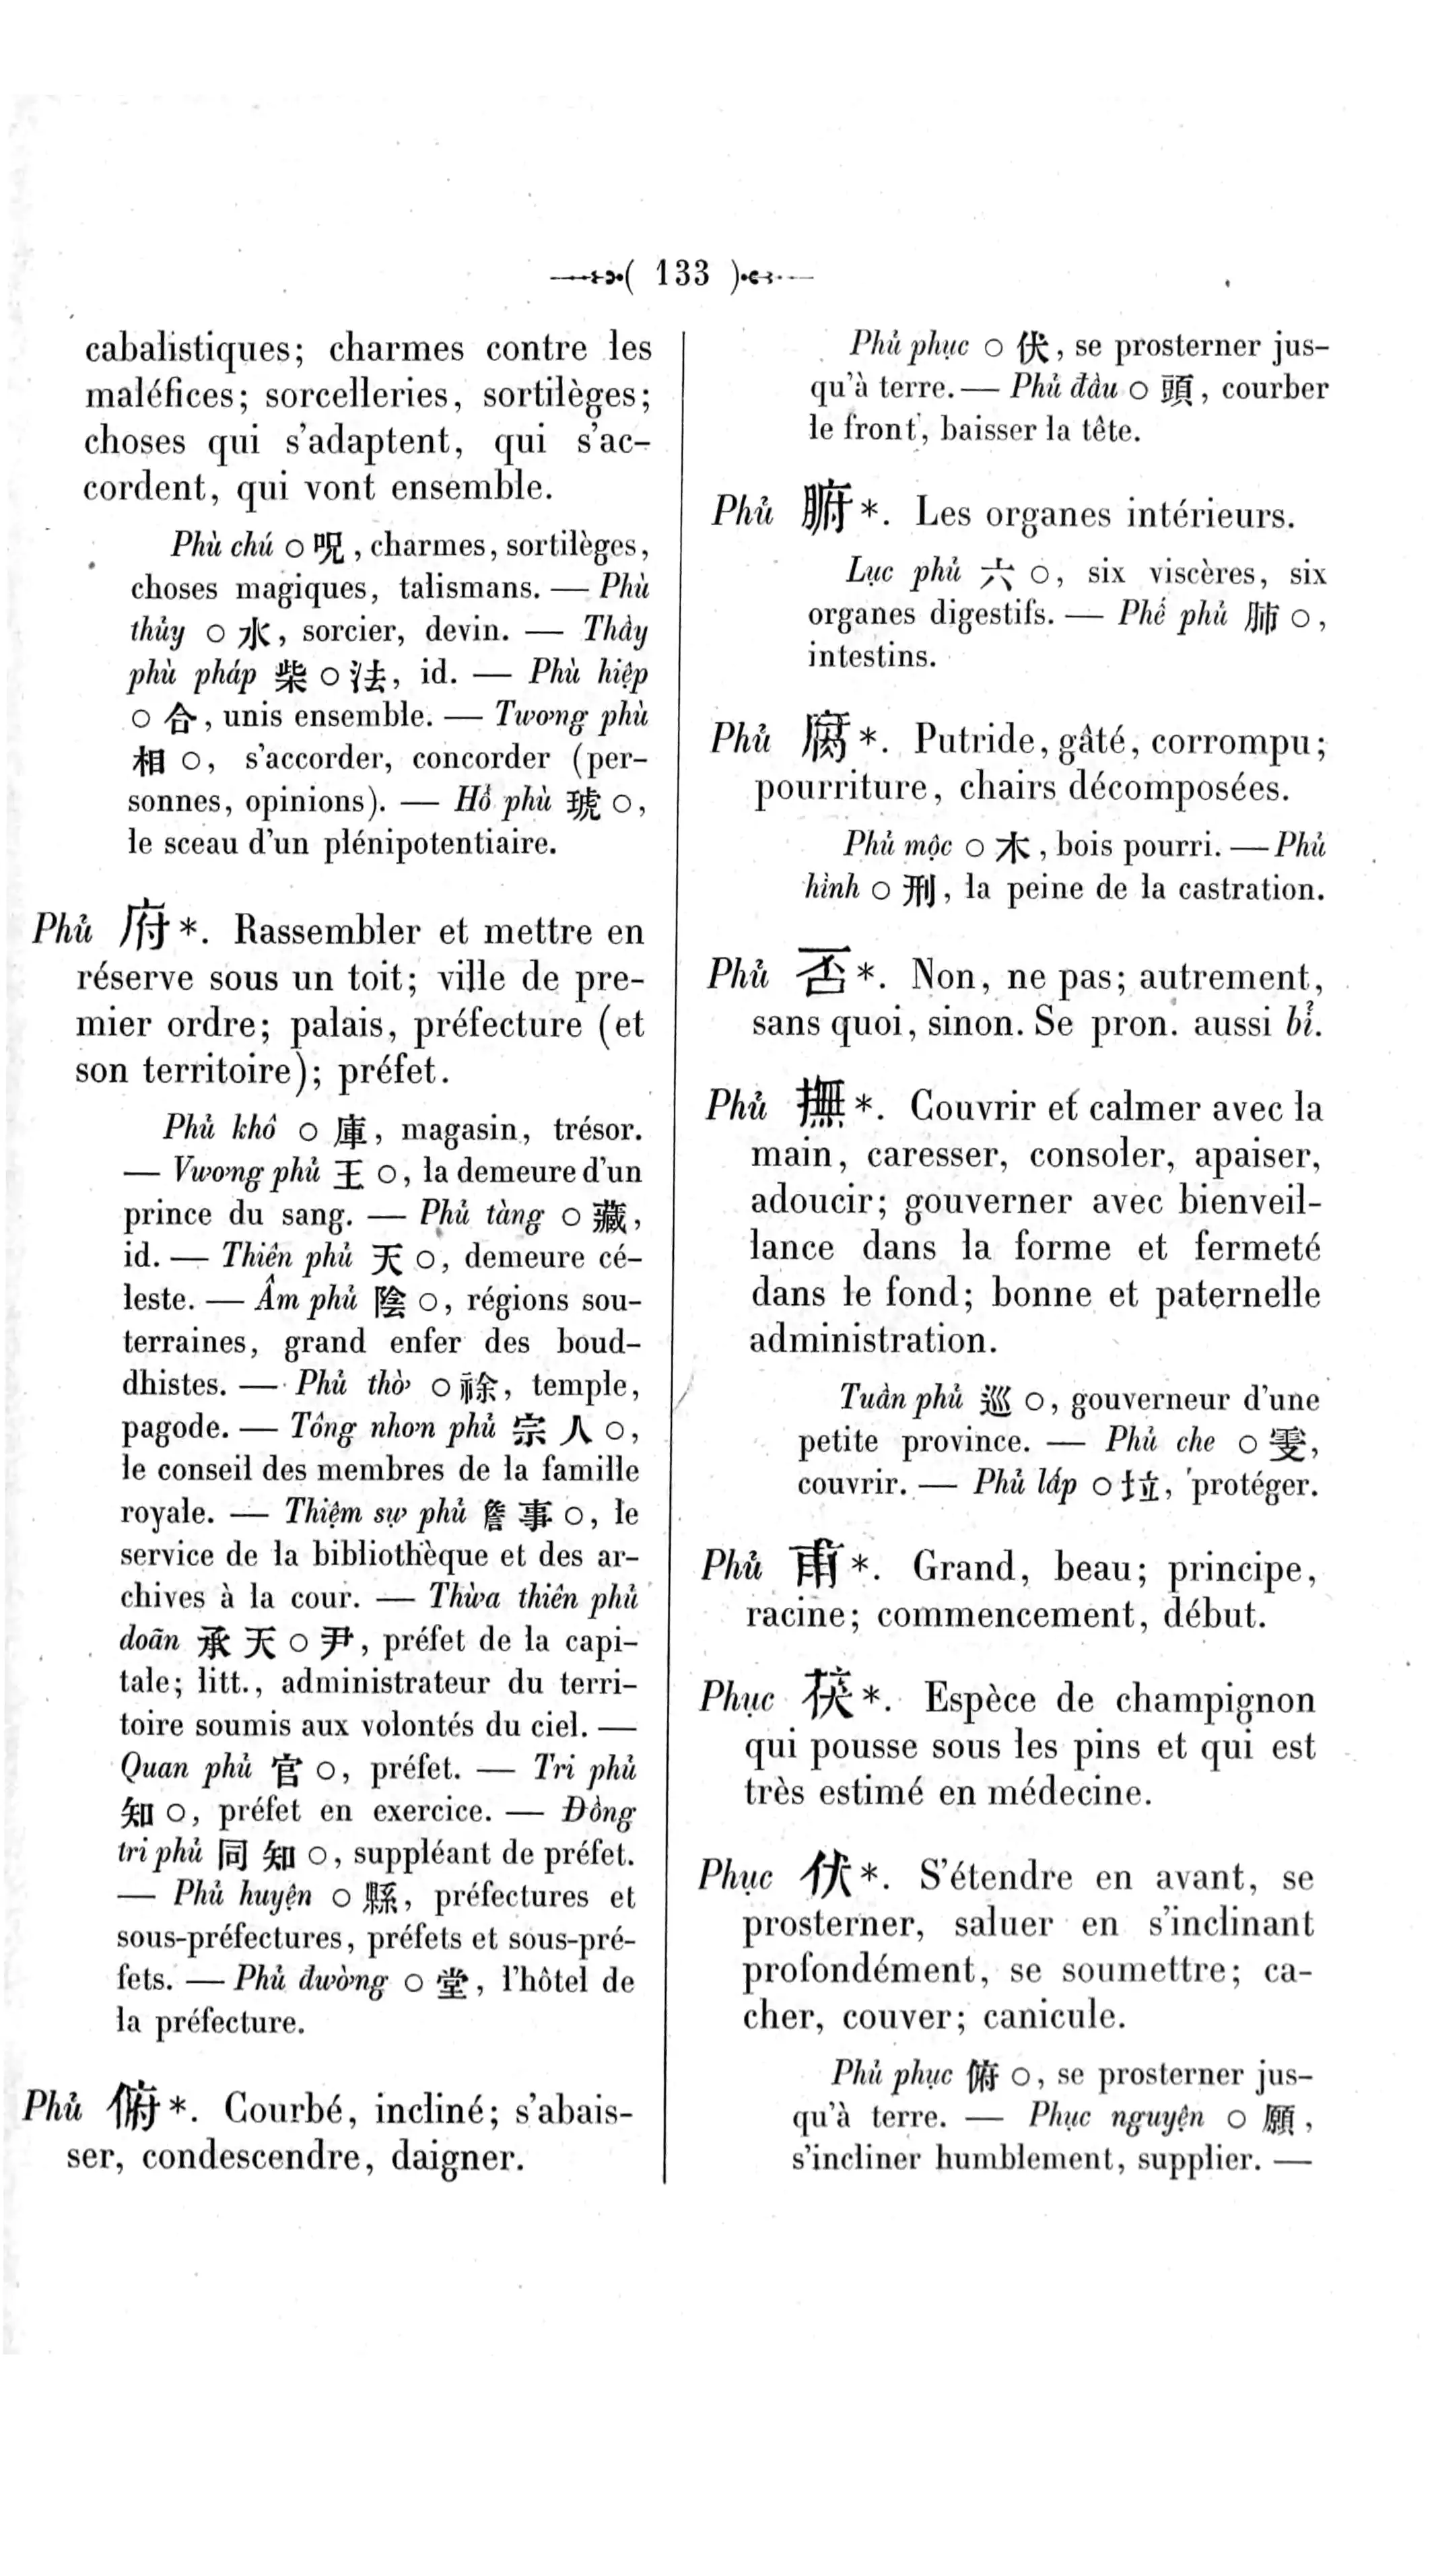 ( 133 )
cabalistiques; charmes contre les
maléfices; sorcelleries, sortilèges;
choses qui s'adaptent, qui s'ac-
cordent, qui vont ensemble.
Phù chú ○ 呪, charmes, sortilèges,
choses magiques, talismans. — Phù
thủy ○ 水, sorcier, devin. — Thầy
phù pháp 柴 ○ 法, id. — Phù hiệp
○ 合, unis ensemble. — Tương phù
相 ○, s'accorder, concorder (per-
sonnes, opinions). — Hổ phù 琥 ○,
le sceau d'un plénipotentiaire.
Phủ 府*. Rassembler et mettre en
réserve sous un toit; ville de pre-
mier ordre; palais, préfecture (et
son territoire); préfet.
Phủ khô ○ 庫, magasin, trésor.
— Vương phủ 王 ○, la demeure d'un
prince du sang. — Phủ tàng ○ 藏,
id. — Thiên phủ 天 ○, demeure cé-
leste. — Âm phủ 陰 ○, régions sou-
terraines, grand enfer des boud-
dhistes. — Phủ thờ ○ 䄖, temple,
pagode. — Tông nhơn phủ 宗 人 ○,
le conseil des membres de la famille
royale. — Thiệm sự phủ 詹 事 ○, le
service de la bibliothèque et des ar-
chives à la cour. — Thừa thiên phủ
doãn 承 天 ○ 尹, préfet de la capi-
tale; litt., administrateur du terri-
toire soumis aux volontés du ciel. —
Quan phủ 官 ○, préfet. — Tri phủ
知 ○, préfet en exercice. — Đồng
tri phủ 同 知 ○, suppléant de préfet.
— Phủ huyện ○ 縣, préfectures et
sous-préfectures, préfets et sous-pré-
fets. — Phủ đường ○ 堂, l'hôtel de
la préfecture.
Phủ 俯*. Courbé, incliné; s'abais-
ser, condescendre, daigner.
Phủ phục ○ 伏, se prosterner jus-
qu'à terre. — Phủ đầu ○ 頭, courber
le front, baisser la tête.
Phủ 腑*. Les organes intérieurs.
Lục phủ 六 ○, six viscères, six
organes digestifs. — Phế phủ 肺 ○,
intestins.
Phủ 腐*. Putride, gâté, corrompu;
pourriture, chairs décomposées.
Phủ mộc ○ 木, bois pourri. — Phủ
hình ○ 刑, la peine de la castration.
Phủ 否*. Non, ne pas; autrement,
sans quoi, sinon. Se pron. aussi bỉ.
Phủ 撫*. Couvrir et calmer avec la
main, caresser, consoler, apaiser,
adoucir; gouverner avec bienveil-
lance dans la forme et fermeté
dans le fond; bonne et paternelle
administration.
Tuần phủ 巡 ○, gouverneur d'une
petite province. — Phủ che ○ 雯,
couvrir. — Phủ lấp ○ 垃, protéger.
Phủ 甫*. Grand, beau; principe,
racine; commencement, début.
Phục 茯*. Espèce de champignon
qui pousse sous les pins et qui est
très estimé en médecine.
Phục 伏*. S'étendre en avant, se
prosterner, saluer en s'inclinant
profondément, se soumettre; ca-
cher, couver; canicule.
Phủ phục 俯 ○, se prosterner jus-
qu'à terre. — Phục nguyện ○ 願,
s'incliner humblement, supplier. —